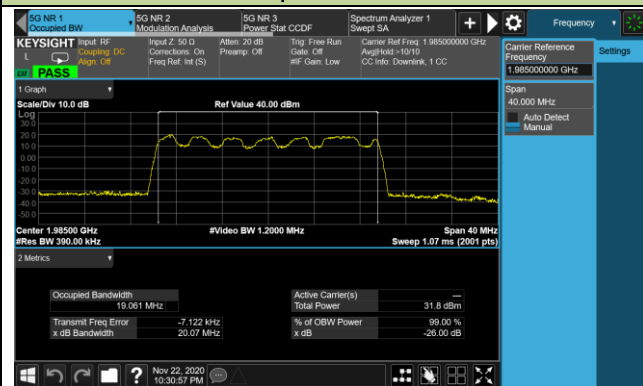 5G NR 1
Occupied BW
5G NR 2
Modulation Analysis
5G NR 3
Power Stat CCDF
Spectrum Analyzer 1
Swept SA
Frequency
KEYSIGHT
L
LXI
PASS
Input: RF
Coupling: DC
Align: Off
Input Z: 50 Ω
Corrections: On
Freq Ref: Int (S)
Atten: 20 dB
Preamp: Off
Trig: Free Run
Gate: Off
#IF Gain: Low
Carrier Ref Freq: 1.985000000 GHz
Avg|Hold:>10/10
CC Info: Downlink, 1 CC
Carrier Reference
Frequency
1.985000000 GHz
Settings
Span
40.000 MHz
Auto Detect
Manual
1 Graph
Scale/Div 10.0 dB
Ref Value 40.00 dBm
Log
30.0
20.0
10.0
0.00
-10.0
-20.0
-30.0
-40.0
-50.0
Center 1.98500 GHz
#Video BW 1.2000 MHz
Span 40 MHz
#Res BW 390.00 kHz
Sweep 1.07 ms (2001 pts)
2 Metrics
Occupied Bandwidth
19.061 MHz
Active Carrier(s)
---
Total Power
31.8 dBm
Transmit Freq Error
-7.122 kHz
% of OBW Power
99.00 %
x dB Bandwidth
20.07 MHz
x dB
-26.00 dB
?
Nov 22, 2020
10:30:57 PM